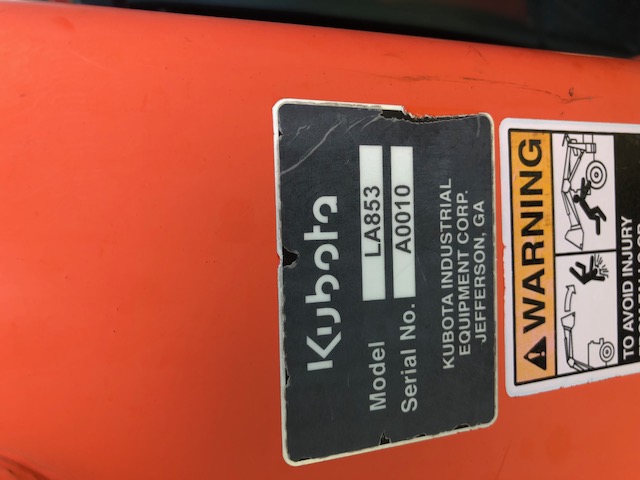 Kubota
Model LA853
Serial No. A0010
KUBOTA INDUSTRIAL
EQUIPMENT CORP.
JEFFERSON, GA
WARNING
TO AVOID INJURY